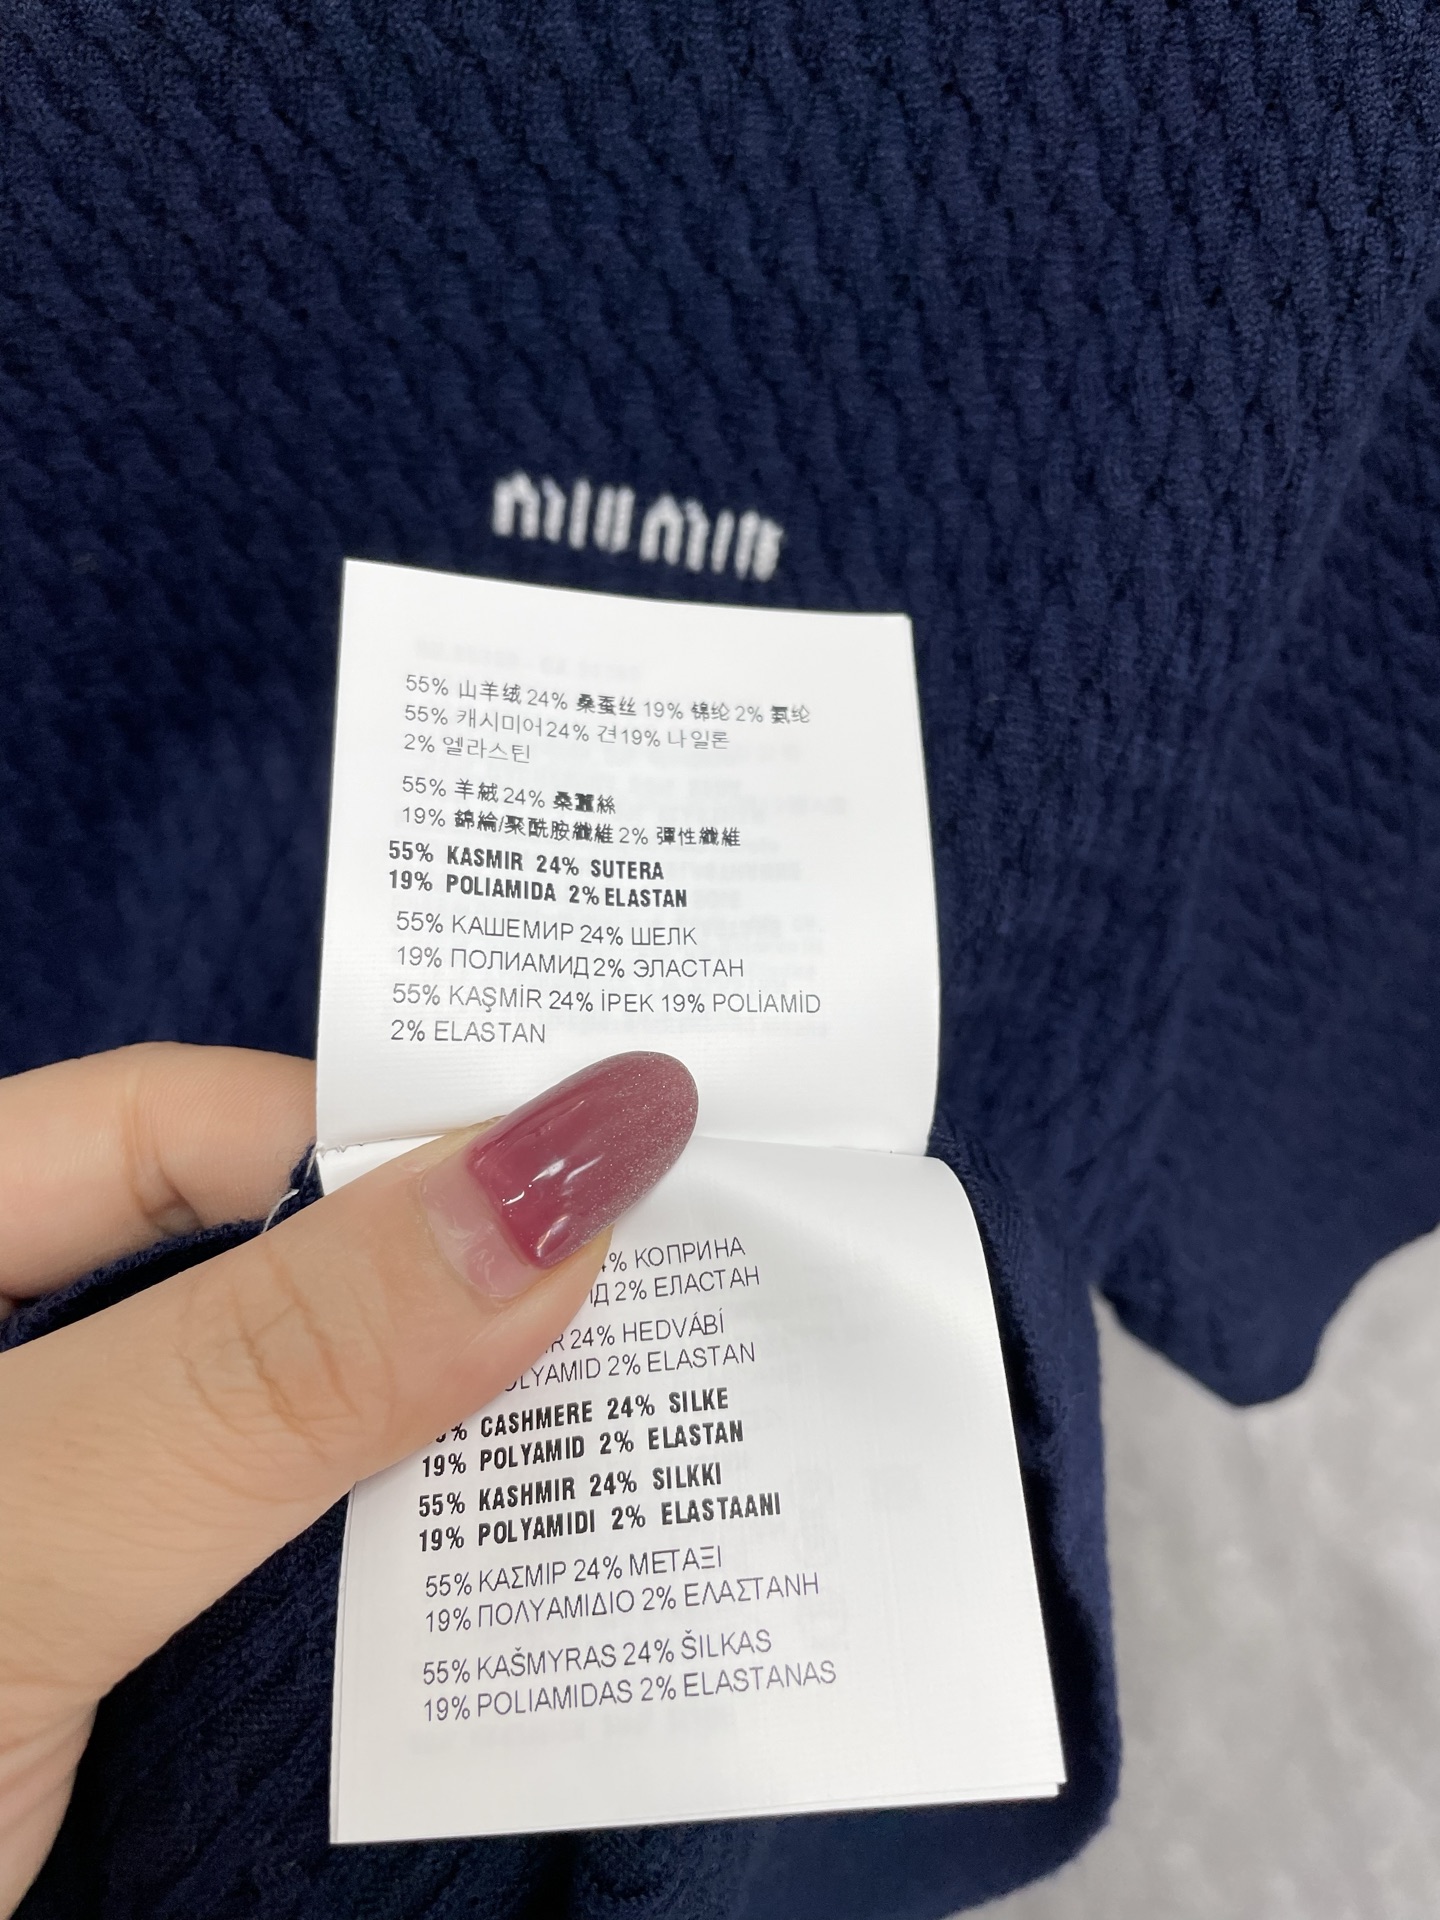 miu miu
55% 山羊绒 24% 桑蚕丝 19% 锦纶 2% 氨纶
55% 캐시미어 24% 견 19% 나일론
2% 엘라스틴
55% 羊絨 24% 桑蠶絲
19% 錦綸/聚酰胺纖維 2% 彈性纖維
55% KASMIR 24% SUTERA
19% POLIAMIDA 2% ELASTAN
55% КАШЕМИР 24% ШЕЛК
19% ПОЛИАМИД 2% ЭЛАСТАН
55% KAŞMİR 24% İPEK 19% POLİAMİD
2% ELASTAN
% КОПРИНА
2% ЕЛАСТАН
24% HEDVÁBÍ
LYAMID 2% ELASTAN
% CASHMERE 24% SILKE
19% POLYAMID 2% ELASTAN
55% KASHMIR 24% SILKKI
19% POLYAMIDI 2% ELASTAANI
55% ΚΑΣΜΙΡ 24% ΜΕΤΑΞΙ
19% ΠΟΛΥΑΜΙΔΙΟ 2% ΕΛΑΣΤΑΝΗ
55% KAŠMYRAS 24% ŠILKAS
19% POLIAMIDAS 2% ELASTANAS